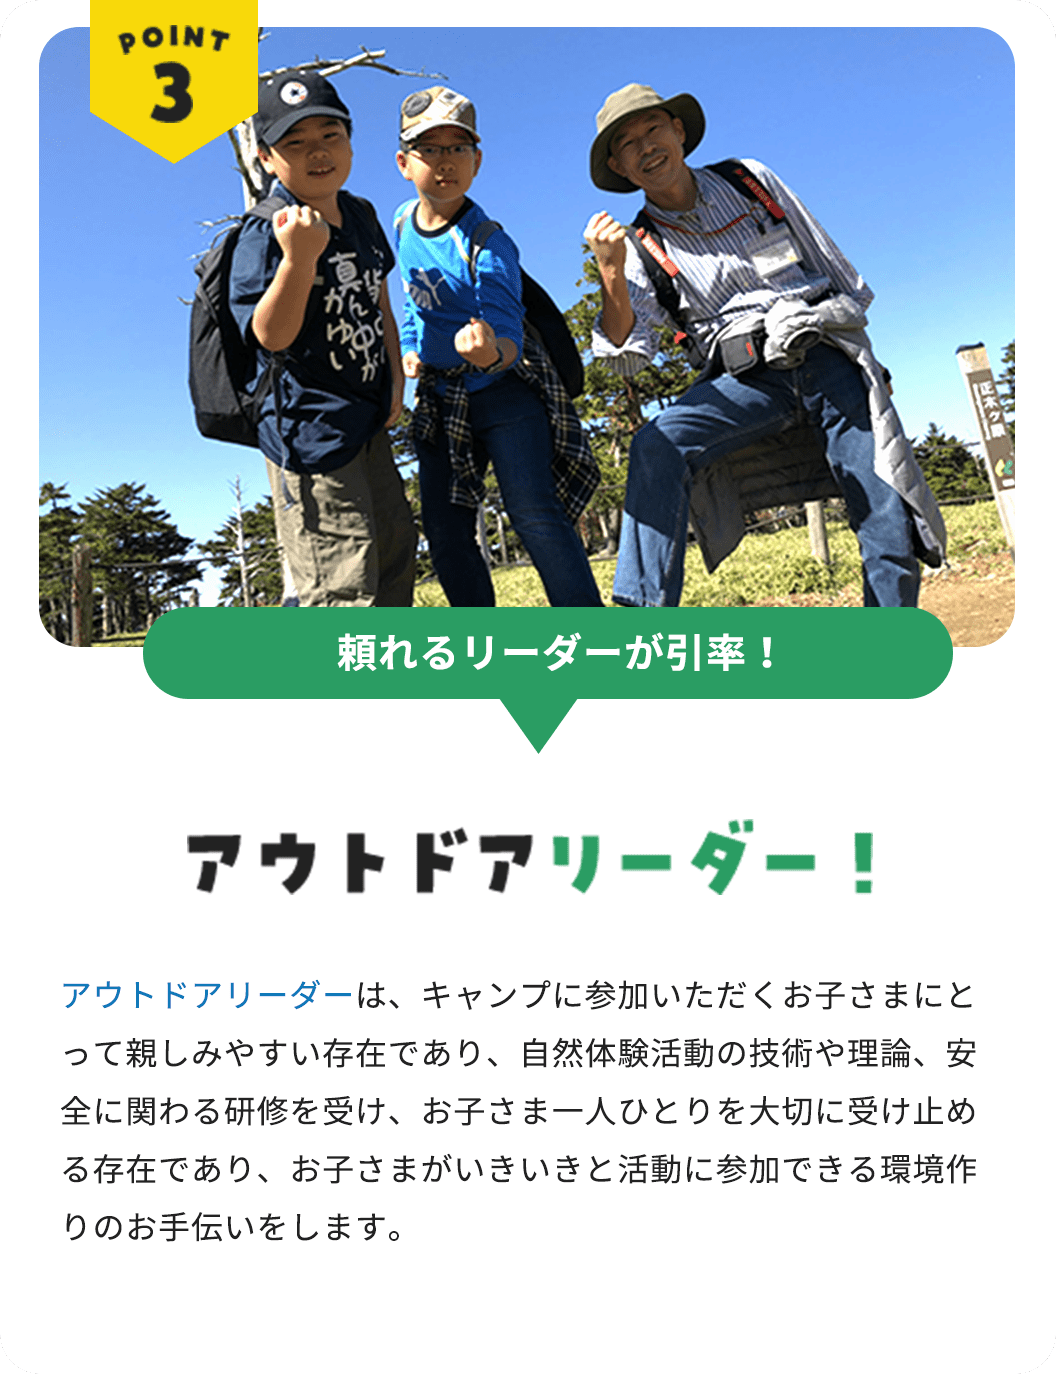 POINT
3
真
かゆい
正木ヶ原
頼れるリーダーが引率！
アウトドアリーダー！
アウトドアリーダーは、キャンプに参加いただくお子さまにと
って親しみやすい存在であり、自然体験活動の技術や理論、安
全に関わる研修を受け、お子さま一人ひとりを大切に受け止め
る存在であり、お子さまがいきいきと活動に参加できる環境作
りのお手伝いをします。